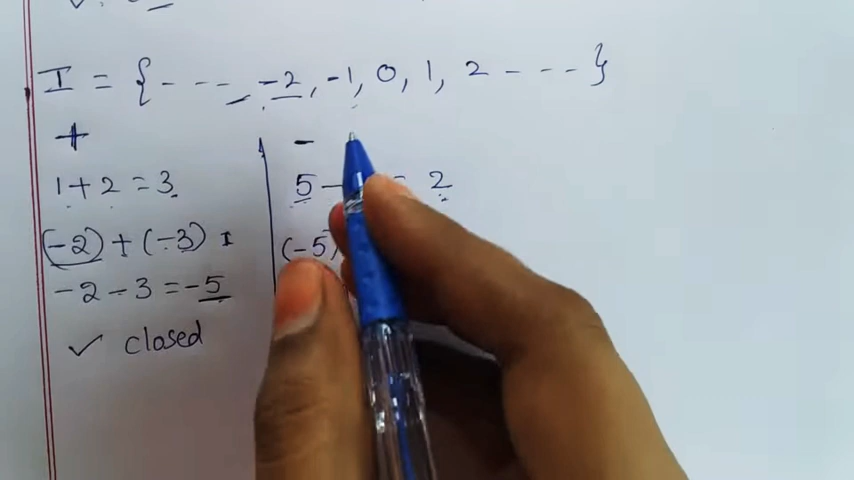 I = { - - - , -2, -1, 0, 1, 2 - - - }
+
1 + 2 = 3
(-2) + (-3) I
-2 - 3 = -5
✓ closed
-
5 - = 2
(-5)